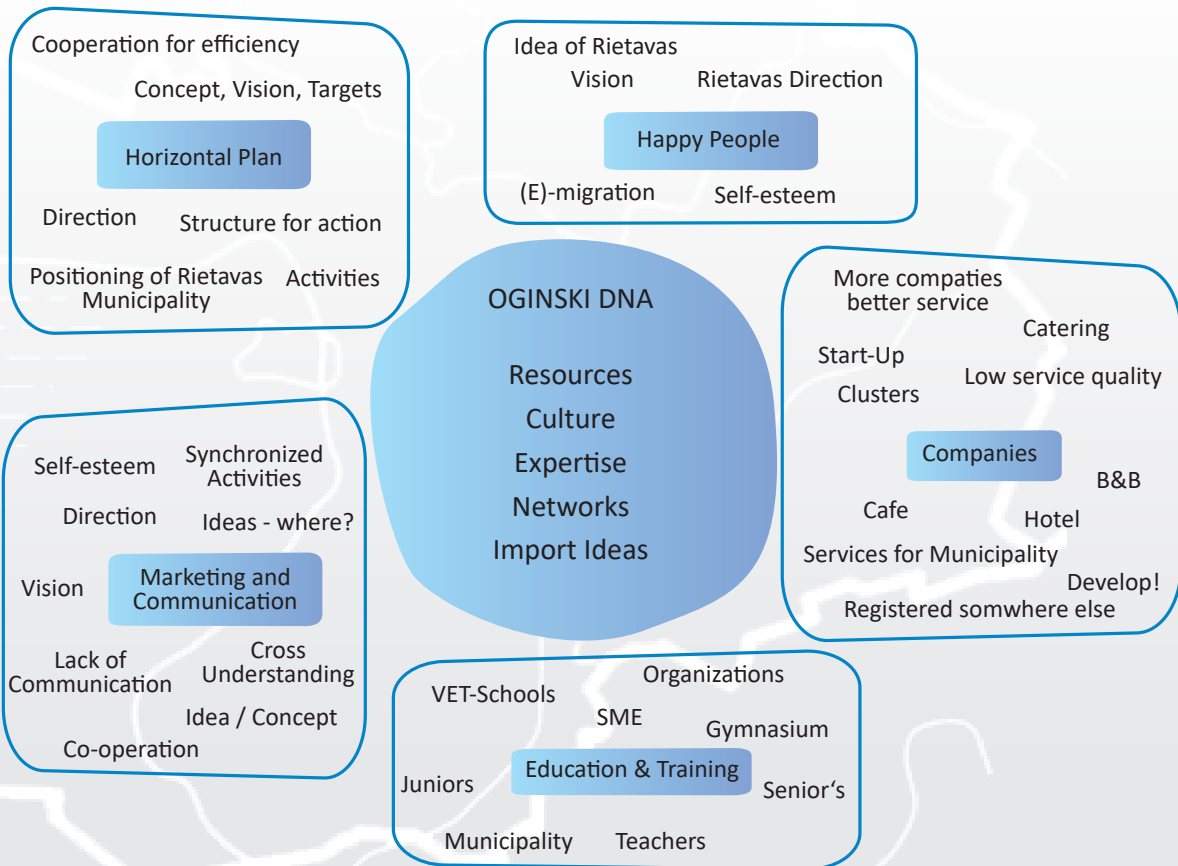 Cooperation for efficiency
Concept, Vision, Targets
Horizontal Plan
Direction
Structure for action
Positioning of Rietavas
Municipality
Activities
Idea of Rietavas
Vision
Rietavas Direction
Happy People
(E)-migration
Self-esteem
OGINSKI DNA
Resources
Culture
Expertise
Networks
Import Ideas
More compaties
better service
Catering
Start-Up
Low service quality
Clusters
Companies
B&B
Cafe
Hotel
Services for Municipality
Develop!
Registered somwhere else
Self-esteem
Synchronized
Activities
Direction
Ideas - where?
Vision
Marketing and
Communication
Lack of
Communication
Cross
Understanding
Idea / Concept
Co-operation
Organizations
VET-Schools
SME
Gymnasium
Education & Training
Juniors
Senior‘s
Municipality
Teachers